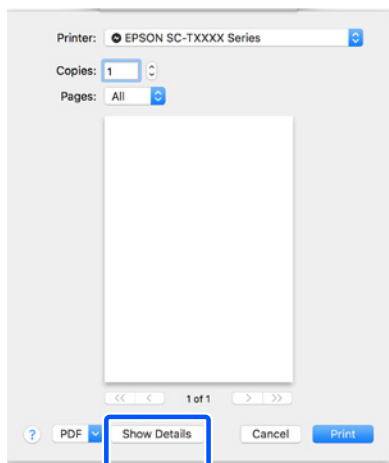 Printer: EPSON SC-TXXXX Series
Copies: 1
Pages: All
<< < 1 of 1 > >>
? PDF Show Details Cancel Print